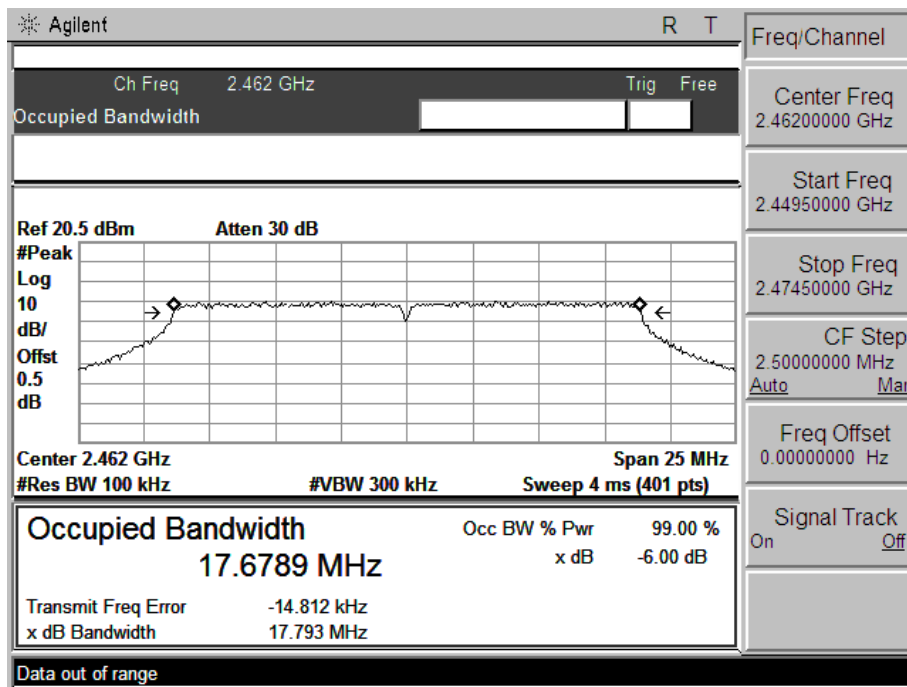 Agilent R T
Freq/Channel
Ch Freq 2.462 GHz Trig Free
Occupied Bandwidth
Center Freq
2.46200000 GHz
Start Freq
2.44950000 GHz
Stop Freq
2.47450000 GHz
CF Step
2.50000000 MHz
Auto Man
Freq Offset
0.00000000 Hz
Signal Track
On Off
Ref 20.5 dBm Atten 30 dB
#Peak
Log
10
dB/
Offst
0.5
dB
Center 2.462 GHz Span 25 MHz
#Res BW 100 kHz #VBW 300 kHz Sweep 4 ms (401 pts)
Occupied Bandwidth
17.6789 MHz
Occ BW % Pwr 99.00 %
x dB -6.00 dB
Transmit Freq Error -14.812 kHz
x dB Bandwidth 17.793 MHz
Data out of range